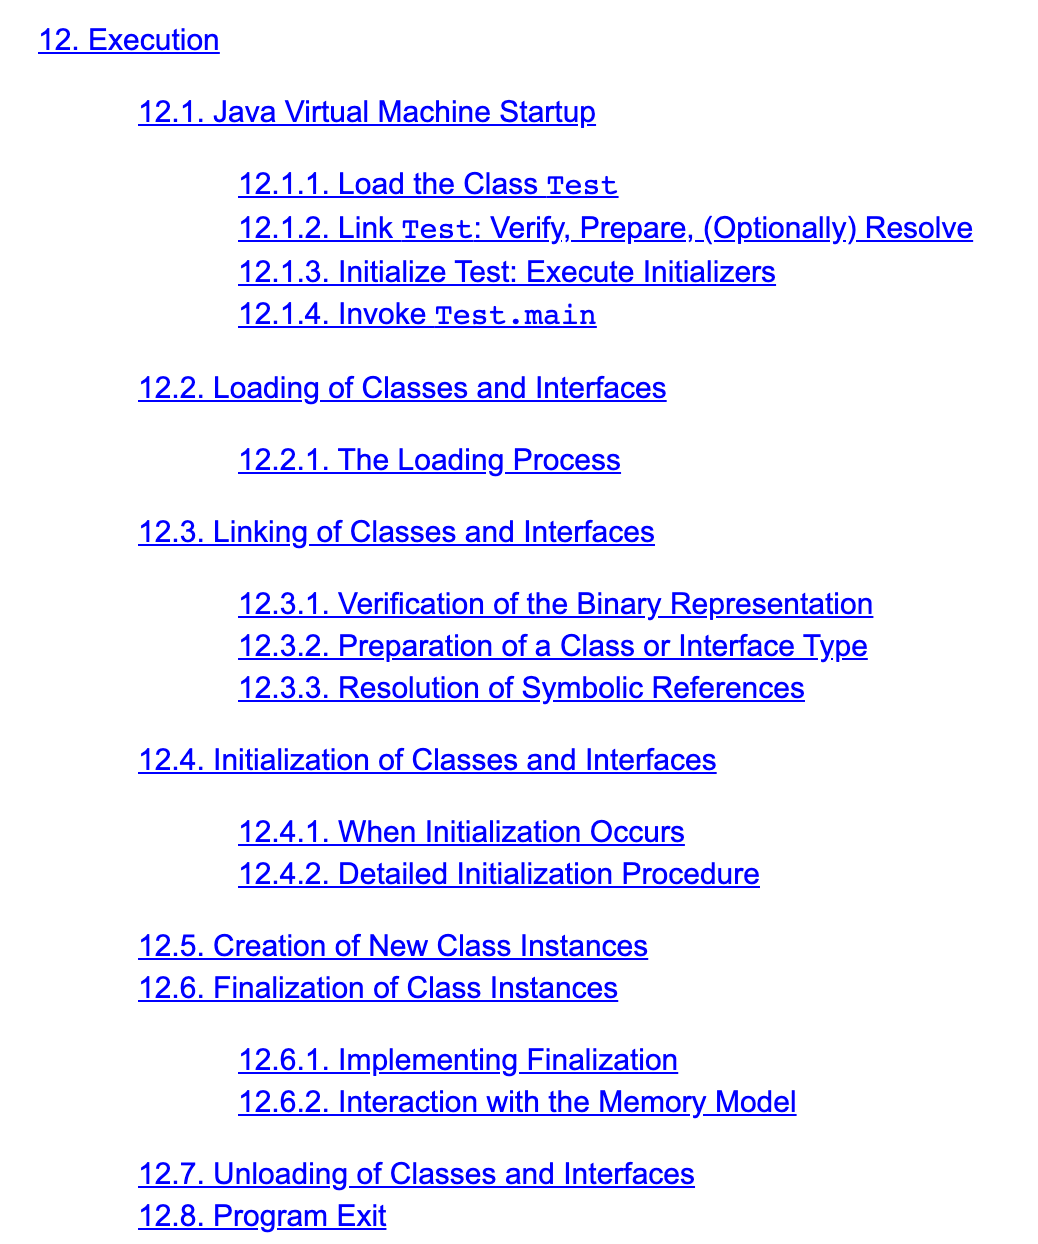 12. Execution
12.1. Java Virtual Machine Startup
12.1.1. Load the Class Test
12.1.2. Link Test: Verify, Prepare, (Optionally) Resolve
12.1.3. Initialize Test: Execute Initializers
12.1.4. Invoke Test.main
12.2. Loading of Classes and Interfaces
12.2.1. The Loading Process
12.3. Linking of Classes and Interfaces
12.3.1. Verification of the Binary Representation
12.3.2. Preparation of a Class or Interface Type
12.3.3. Resolution of Symbolic References
12.4. Initialization of Classes and Interfaces
12.4.1. When Initialization Occurs
12.4.2. Detailed Initialization Procedure
12.5. Creation of New Class Instances
12.6. Finalization of Class Instances
12.6.1. Implementing Finalization
12.6.2. Interaction with the Memory Model
12.7. Unloading of Classes and Interfaces
12.8. Program Exit